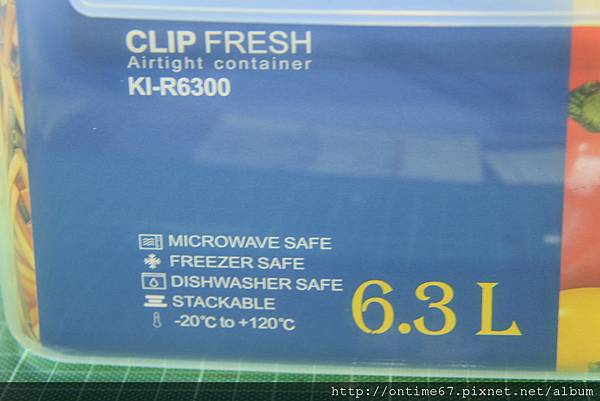 CLIP FRESH
Airtight container
KI-R6300
MICROWAVE SAFE
FREEZER SAFE
DISHWASHER SAFE
STACKABLE
-20℃ to +120℃
6.3 L
http://ontime67.pixnet.net/album